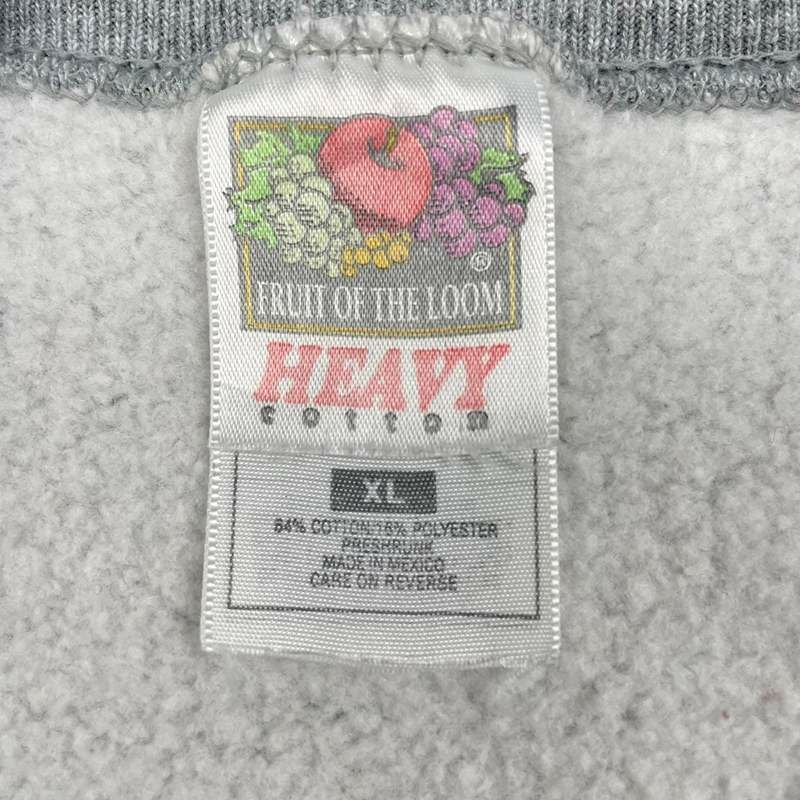 ®
FRUIT OF THE LOOM
HEAVY
cotton
XL
84% COTTON 16% POLYESTER
PRESHRUNK
MADE IN MEXICO
CARE ON REVERSE